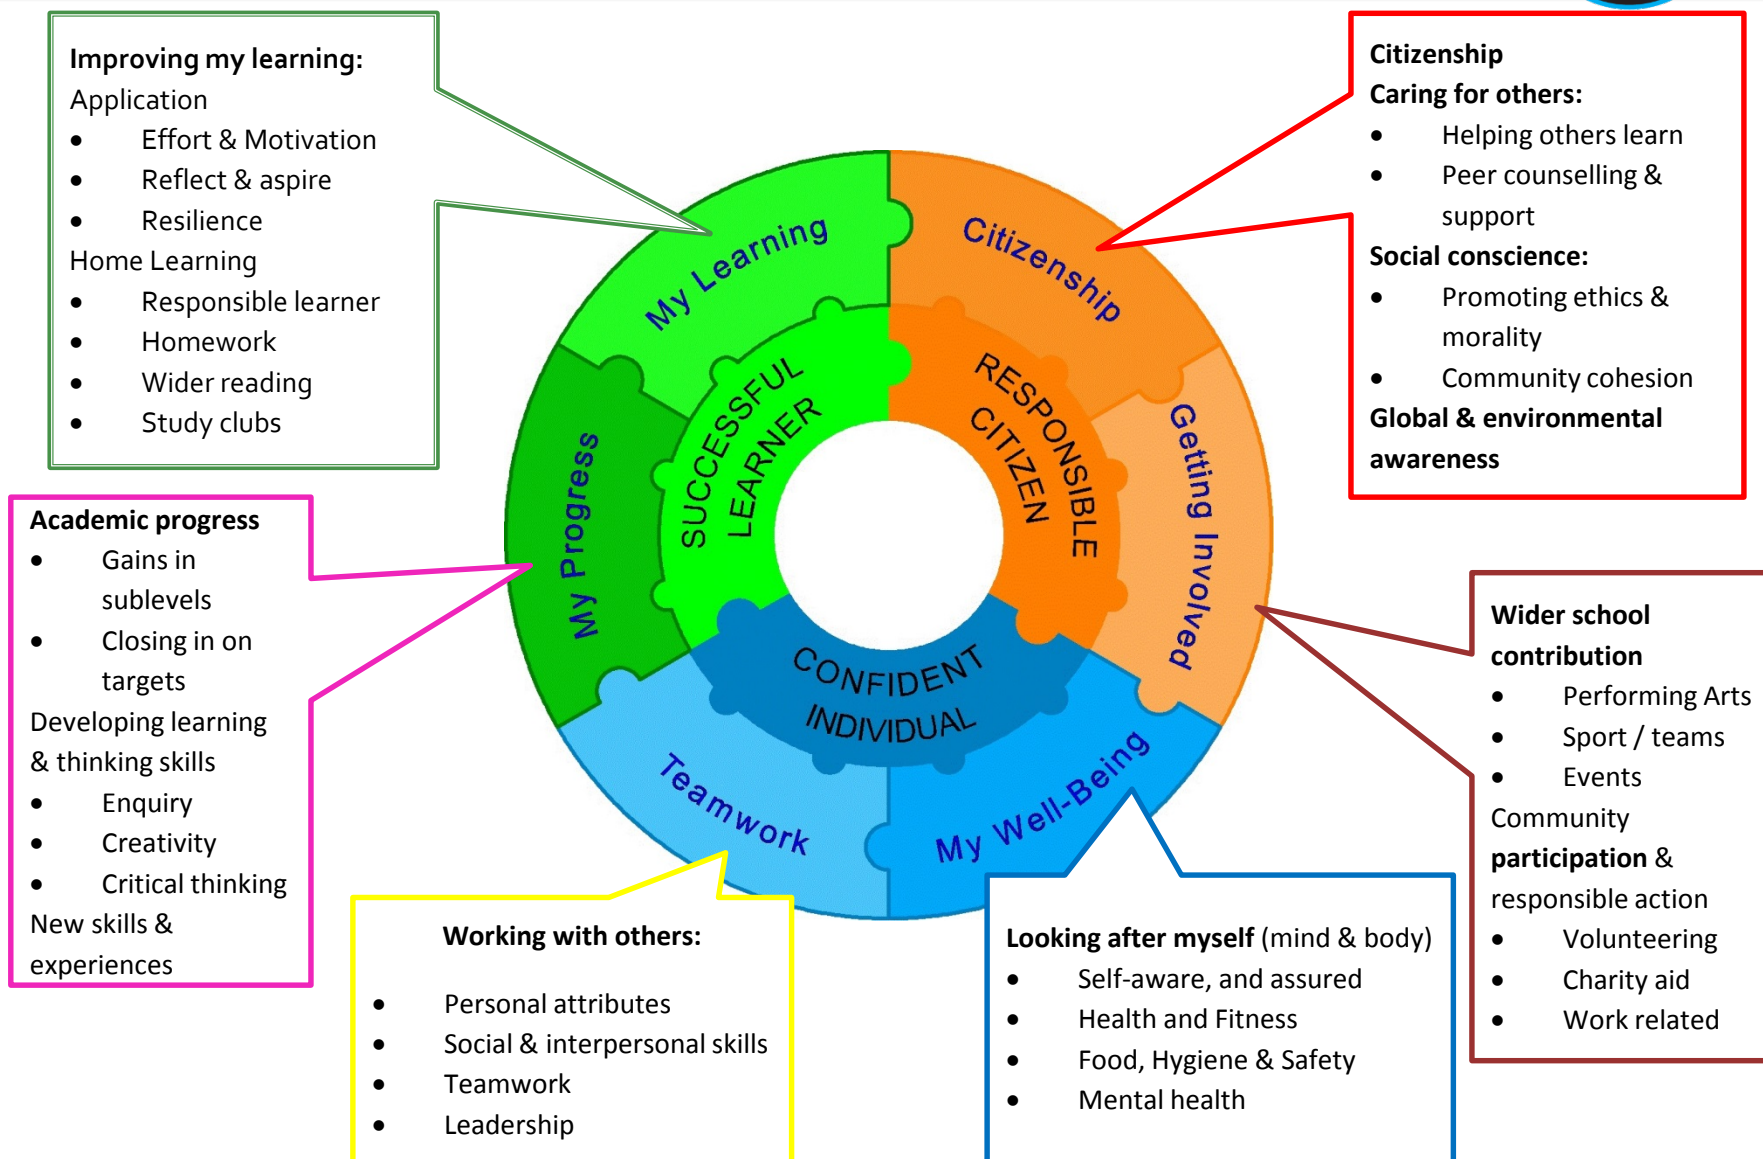 Improving my learning:
Application
• Effort & Motivation
• Reflect & aspire
• Resilience
Home Learning
• Responsible learner
• Homework
• Wider reading
• Study clubs
Citizenship
Caring for others:
• Helping others learn
• Peer counselling &
support
Social conscience:
• Promoting ethics &
morality
• Community cohesion
Global & environmental
awareness
My Learning
Citizenship
SUCCESSFUL
LEARNER
RESPONSIBLE
CITIZEN
My Progress
Getting Involved
CONFIDENT
INDIVIDUAL
Teamwork
My Well-Being
Academic progress
• Gains in
sublevels
• Closing in on
targets
Developing learning
& thinking skills
• Enquiry
• Creativity
• Critical thinking
New skills &
experiences
Wider school
contribution
• Performing Arts
• Sport / teams
• Events
Community
participation &
responsible action
• Volunteering
• Charity aid
• Work related
Working with others:
• Personal attributes
• Social & interpersonal skills
• Teamwork
• Leadership
Looking after myself (mind & body)
• Self-aware, and assured
• Health and Fitness
• Food, Hygiene & Safety
• Mental health